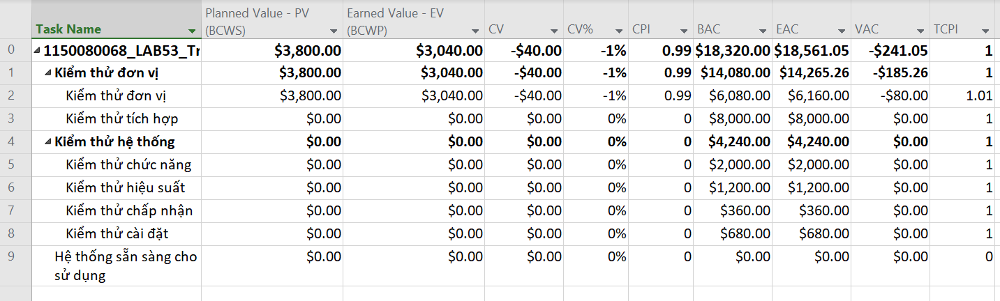 Task Name Planned Value - PV (BCWS) Earned Value - EV (BCWP) CV CV% CPI BAC EAC VAC TCPI
0 1150080068_LAB53_Tr $3,800.00 $3,040.00 -$40.00 -1% 0.99 $18,320.00 $18,561.05 -$241.05 1
1 Kiểm thử đơn vị $3,800.00 $3,040.00 -$40.00 -1% 0.99 $14,080.00 $14,265.26 -$185.26 1
2 Kiểm thử đơn vị $3,800.00 $3,040.00 -$40.00 -1% 0.99 $6,080.00 $6,160.00 -$80.00 1.01
3 Kiểm thử tích hợp $0.00 $0.00 $0.00 0% 0 $8,000.00 $8,000.00 $0.00 1
4 Kiểm thử hệ thống $0.00 $0.00 $0.00 0% 0 $4,240.00 $4,240.00 $0.00 1
5 Kiểm thử chức năng $0.00 $0.00 $0.00 0% 0 $2,000.00 $2,000.00 $0.00 1
6 Kiểm thử hiệu suất $0.00 $0.00 $0.00 0% 0 $1,200.00 $1,200.00 $0.00 1
7 Kiểm thử chấp nhận $0.00 $0.00 $0.00 0% 0 $360.00 $360.00 $0.00 1
8 Kiểm thử cài đặt $0.00 $0.00 $0.00 0% 0 $680.00 $680.00 $0.00 1
9 Hệ thống sẵn sàng cho $0.00 $0.00 $0.00 0% 0 $0.00 $0.00 $0.00 0
sử dụng